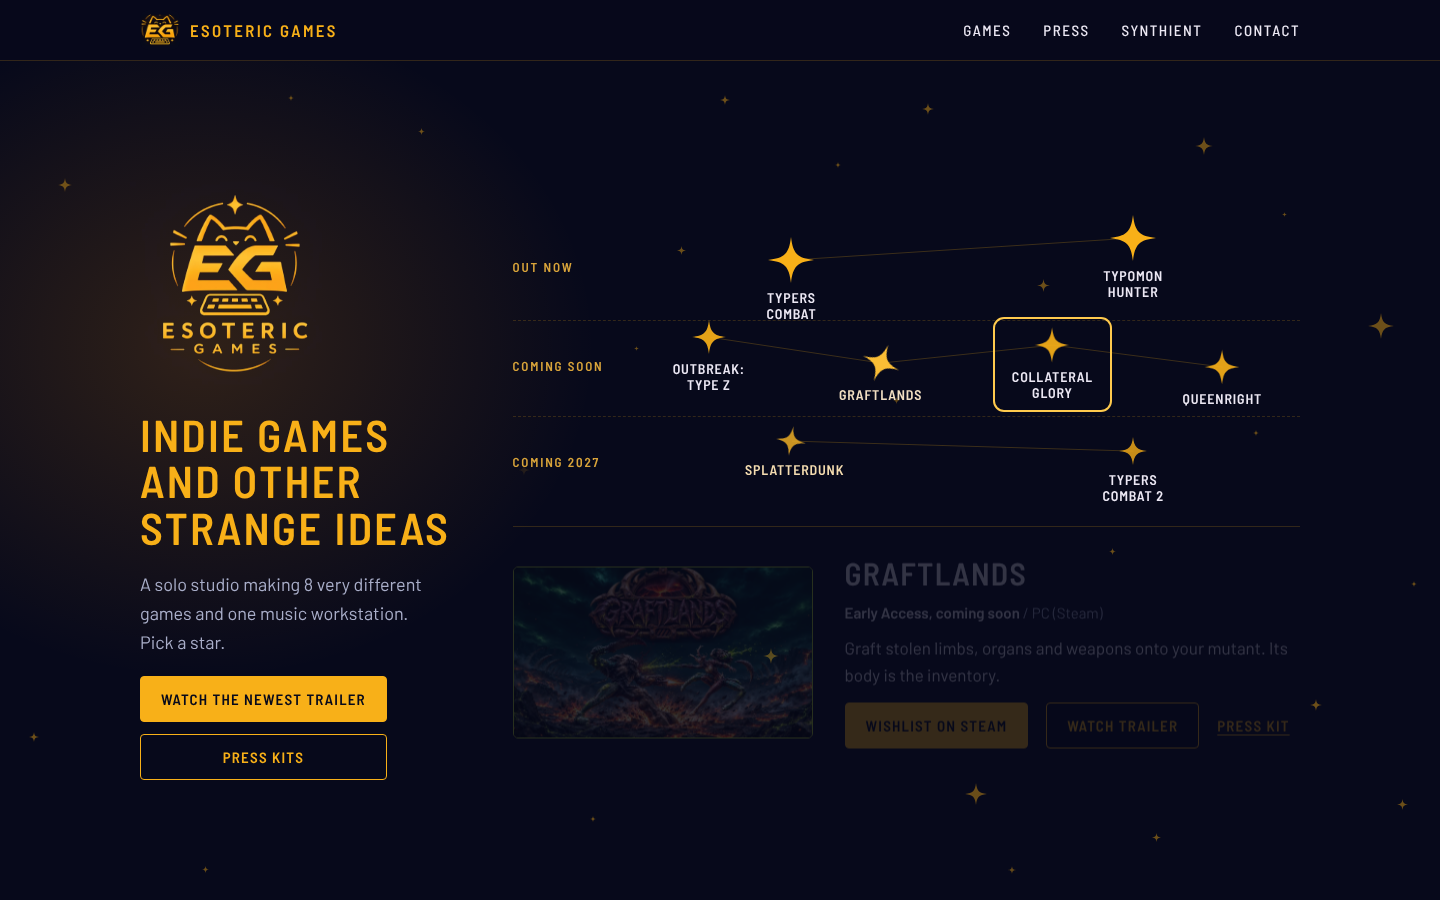 EG
ESOTERIC GAMES
GAMES
PRESS
SYNTHIENT
CONTACT
EG
ESOTERIC
GAMES
INDIE GAMES
AND OTHER
STRANGE IDEAS
A solo studio making 8 very different
games and one music workstation.
Pick a star.
WATCH THE NEWEST TRAILER
PRESS KITS
OUT NOW
TYPERS
COMBAT
TYPOMON
HUNTER
COMING SOON
OUTBREAK:
TYPE Z
GRAFTLANDS
COLLATERAL
GLORY
QUEENRIGHT
COMING 2027
SPLATTERDUNK
TYPERS
COMBAT 2
GRAFTLANDS
GRAFTLANDS
Early Access, coming soon / PC (Steam)
Graft stolen limbs, organs and weapons onto your mutant. Its
body is the inventory.
WISHLIST ON STEAM
WATCH TRAILER
PRESS KIT